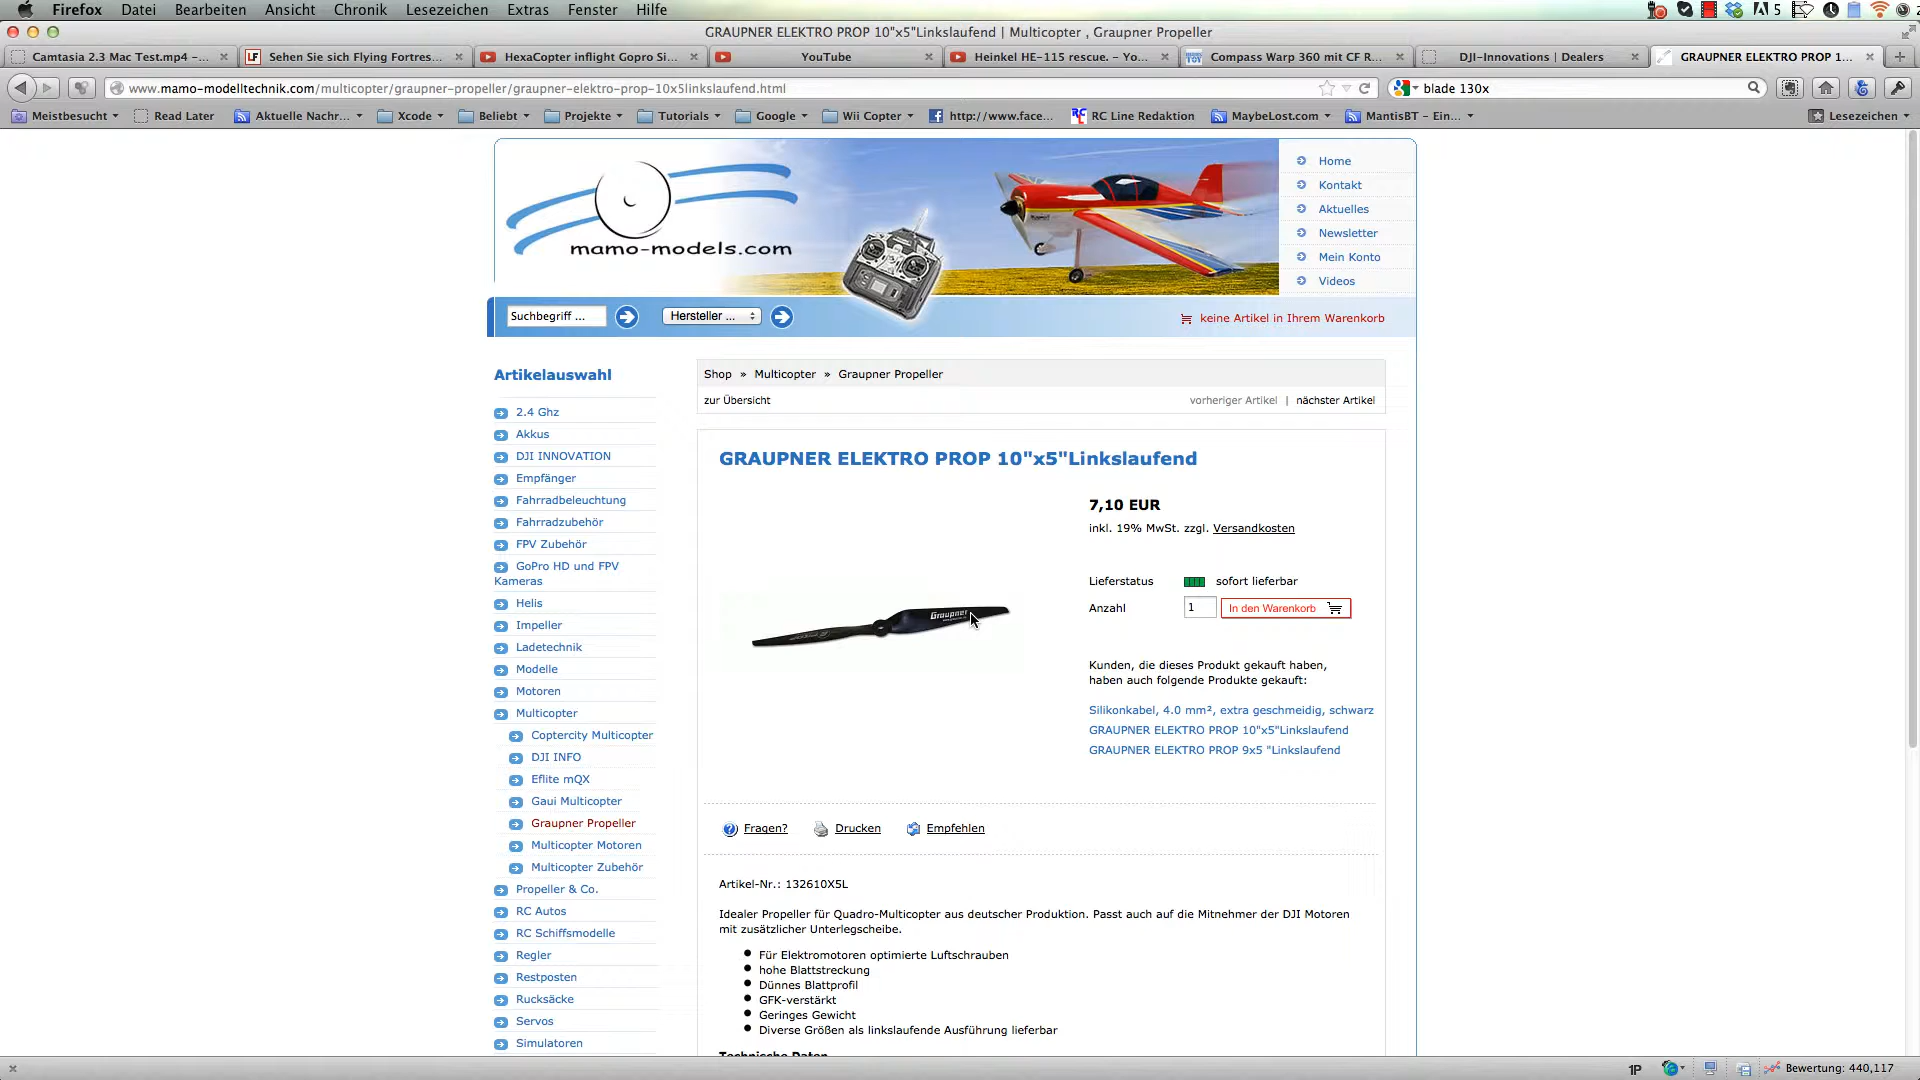 Firefox Datei Bearbeiten Ansicht Chronik Lesezeichen Extras Fenster Hilfe 5
GRAUPNER ELEKTRO PROP 10"x5"Linkslaufend | Multicopter , Graupner Propeller
Camtasia 2.3 Mac Test.mp4 -... Sehen Sie sich Flying Fortres... HexaCopter inflight Gopro Si... YouTube Heinkel HE-115 rescue. - Yo... Compass Warp 360 mit CF R... DJI-Innovations | Dealers GRAUPNER ELEKTRO PROP 1...
www.mamo-modelltechnik.com/multicopter/graupner-propeller/graupner-elektro-prop-10x5linkslaufend.html blade 130x
Meistbesucht Read Later Aktuelle Nachr... Xcode Beliebt Projekte Tutorials Google Wii Copter http://www.face... RC Line Redaktion MaybeLost.com MantisBT - Ein... Lesezeichen
mamo-models.com
Home
Kontakt
Aktuelles
Newsletter
Mein Konto
Videos
Suchbegriff ... Hersteller ... keine Artikel in Ihrem Warenkorb
Artikelauswahl
2.4 Ghz
Akkus
DJI INNOVATION
Empfänger
Fahrradbeleuchtung
Fahrradzubehör
FPV Zubehör
GoPro HD und FPV
Kameras
Helis
Impeller
Ladetechnik
Modelle
Motoren
Multicopter
Coptercity Multicopter
DJI INFO
Eflite mQX
Gaui Multicopter
Graupner Propeller
Multicopter Motoren
Multicopter Zubehör
Propeller & Co.
RC Autos
RC Schiffsmodelle
Regler
Restposten
Rucksäcke
Servos
Simulatoren
Shop » Multicopter » Graupner Propeller
zur Übersicht vorheriger Artikel | nächster Artikel
GRAUPNER ELEKTRO PROP 10"x5"Linkslaufend
Graupner
7,10 EUR
inkl. 19% MwSt. zzgl. Versandkosten
Lieferstatus sofort lieferbar
Anzahl 1 In den Warenkorb
Kunden, die dieses Produkt gekauft haben,
haben auch folgende Produkte gekauft:
Silikonkabel, 4.0 mm², extra geschmeidig, schwarz
GRAUPNER ELEKTRO PROP 10"x5"Linkslaufend
GRAUPNER ELEKTRO PROP 9x5 "Linkslaufend
Fragen? Drucken Empfehlen
Artikel-Nr.: 132610X5L
Idealer Propeller für Quadro-Multicopter aus deutscher Produktion. Passt auch auf die Mitnehmer der DJI Motoren
mit zusätzlicher Unterlegscheibe.
Für Elektromotoren optimierte Luftschrauben
hohe Blattstreckung
Dünnes Blattprofil
GFK-verstärkt
Geringes Gewicht
Diverse Größen als linkslaufende Ausführung lieferbar
Technische Daten
1P Bewertung: 440,117